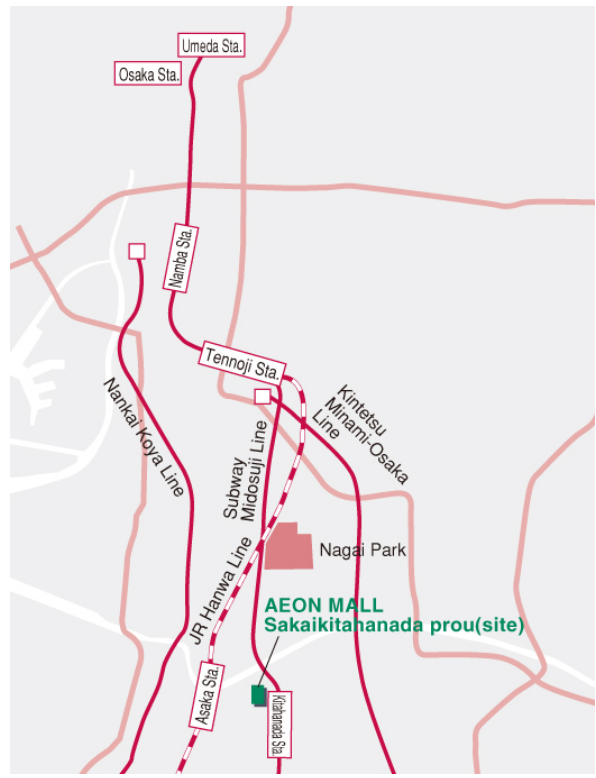 Umeda Sta.
Osaka Sta.
Namba Sta.
Tennoji Sta.
Nankai Koya Line
Subway
Midosuji Line
Kintetsu
Minami-Osaka
Line
JR Hanwa Line
Nagai Park
AEON MALL
Sakaikitahanada prou(site)
Asaka Sta.
Kitahanada Sta